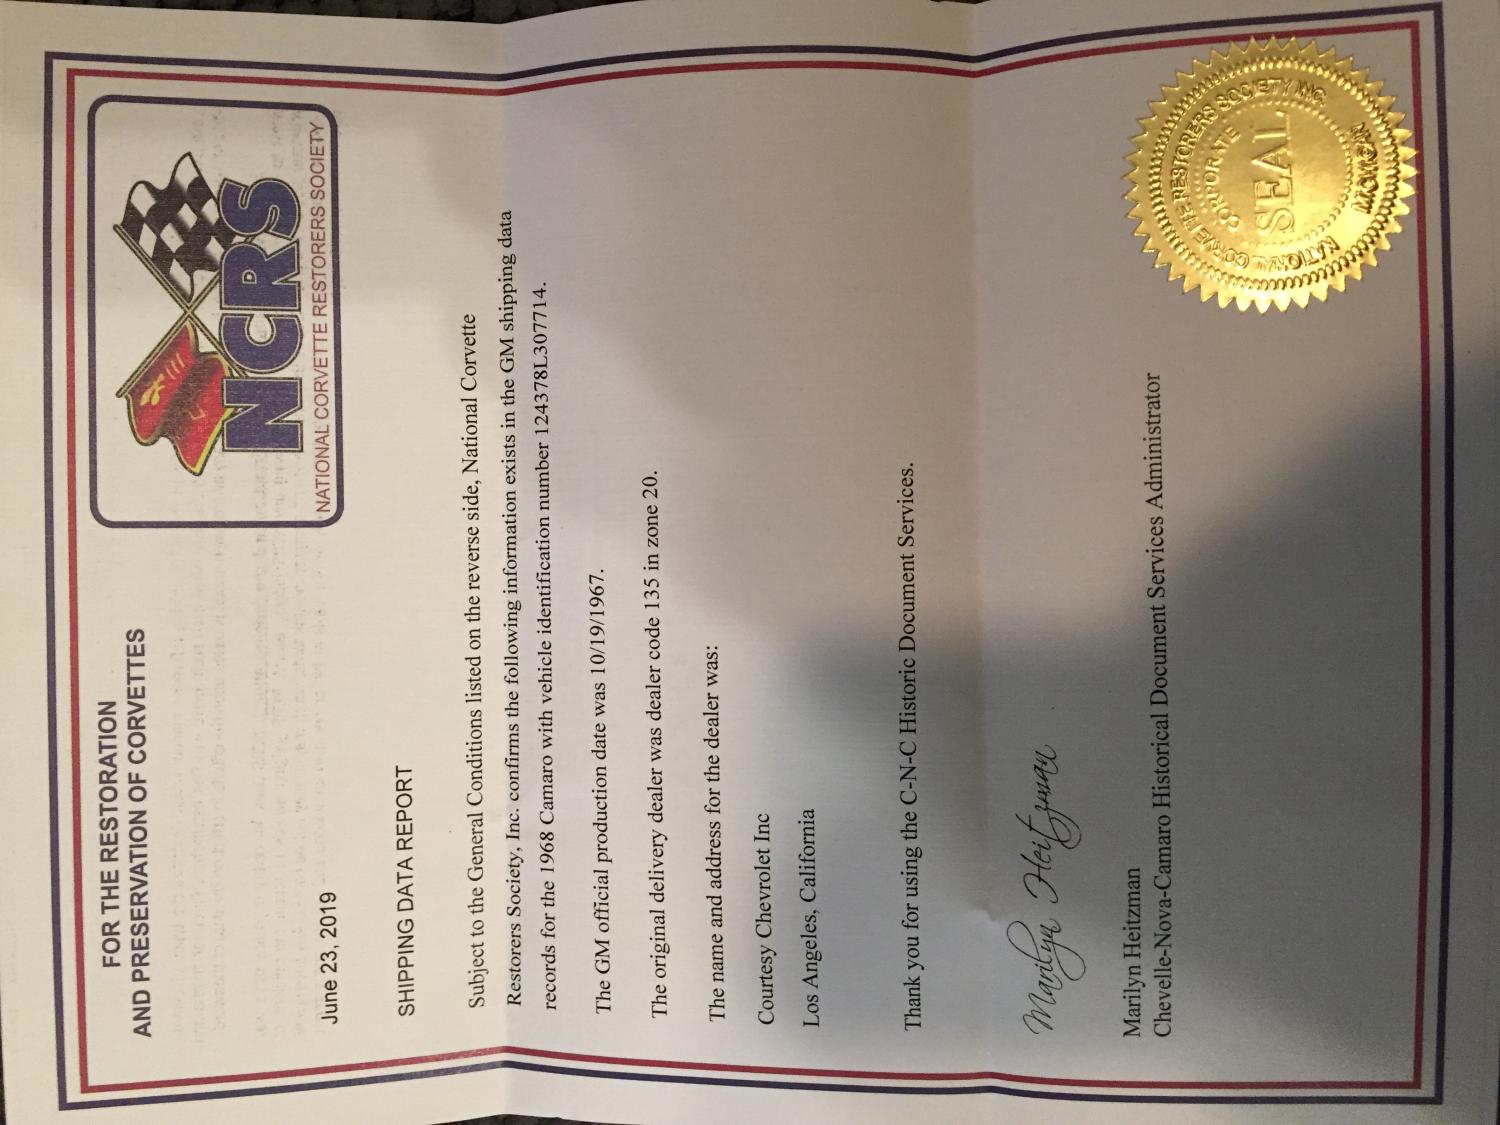 FOR THE RESTORATION
AND PRESERVATION OF CORVETTES
NCRS
NATIONAL CORVETTE RESTORERS SOCIETY
June 23, 2019
SHIPPING DATA REPORT
Subject to the General Conditions listed on the reverse side, National Corvette
Restorers Society, Inc. confirms the following information exists in the GM shipping data
records for the 1968 Camaro with vehicle identification number 124378L307714.
The GM official production date was 10/19/1967.
The original delivery dealer was dealer code 135 in zone 20.
The name and address for the dealer was:
Courtesy Chevrolet Inc
Los Angeles, California
Thank you for using the C-N-C Historic Document Services.
Marilyn Heitzman
Marilyn Heitzman
Chevelle-Nova-Camaro Historical Document Services Administrator
NATIONAL CORVETTE RESTORERS SOCIETY INC.
CORPORATE
SEAL
MICHIGAN